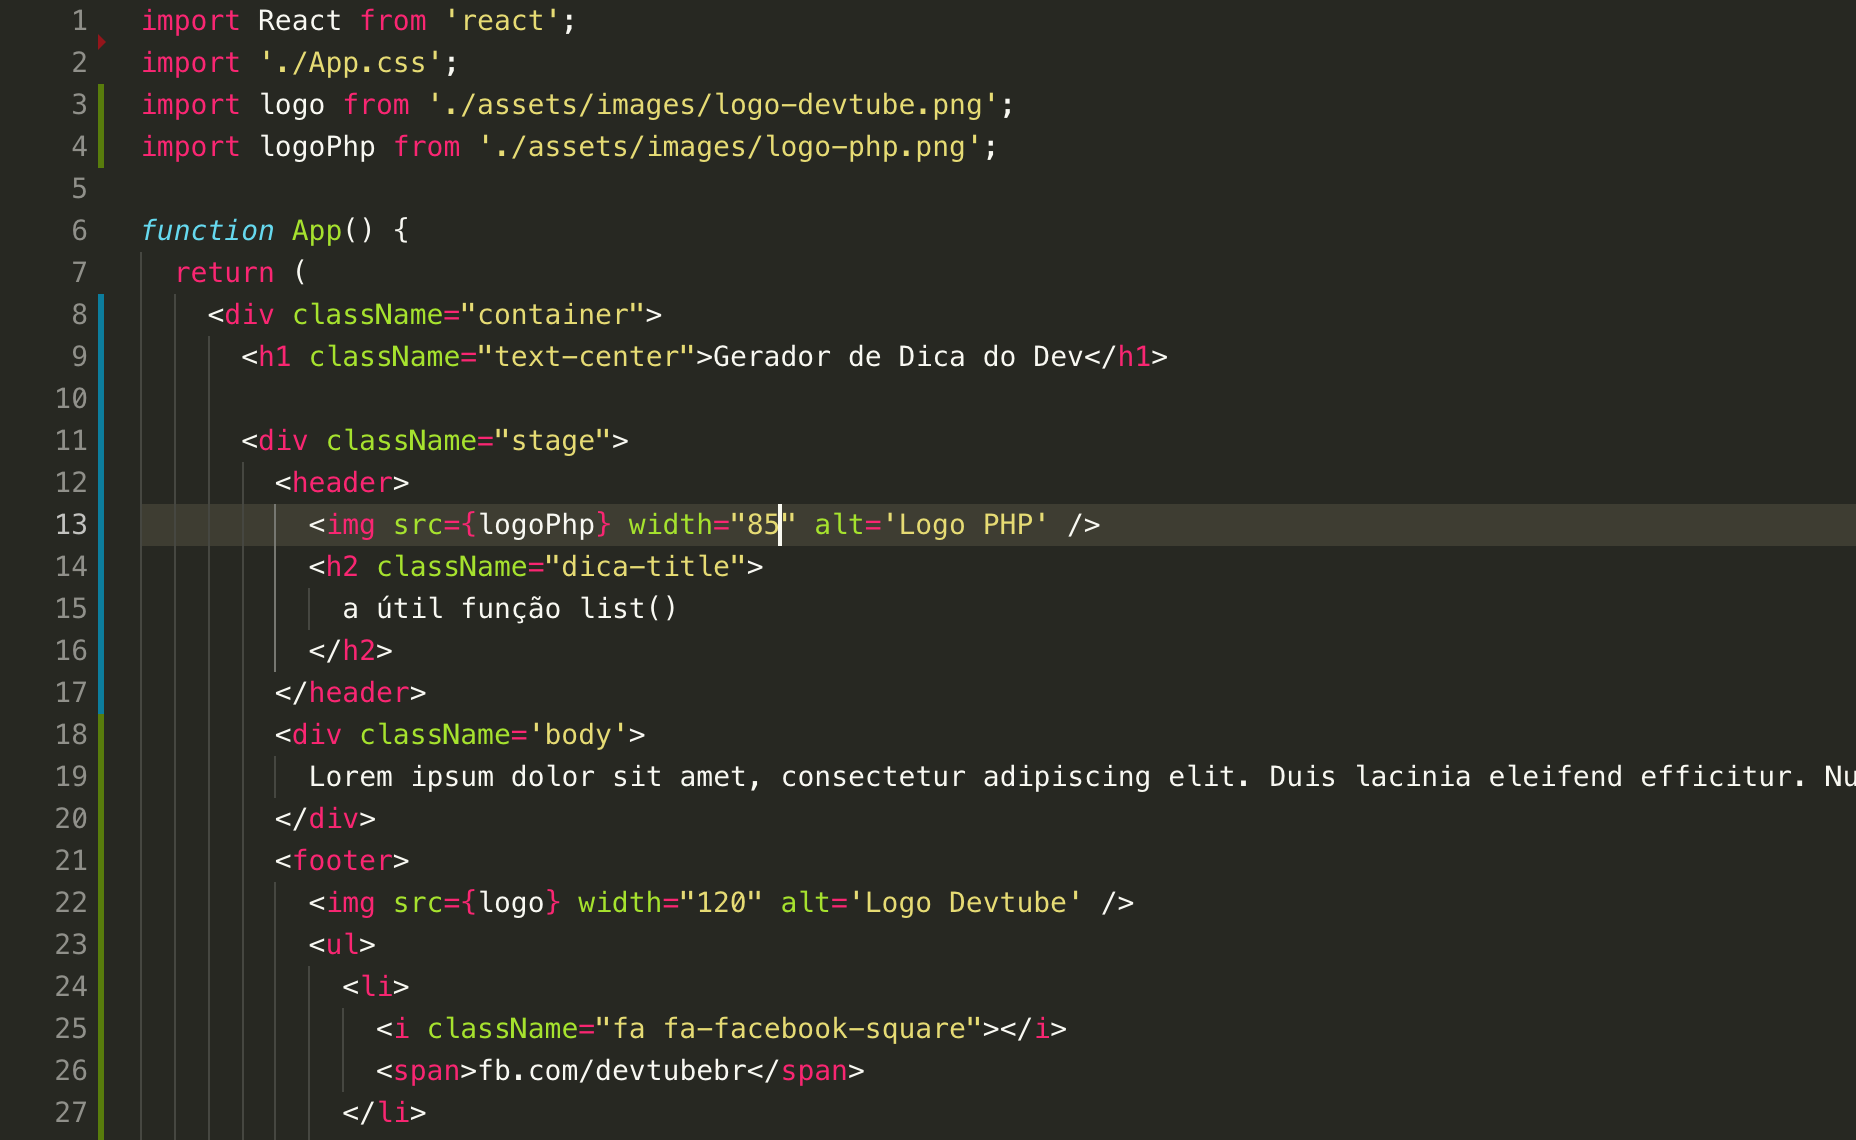 1 import React from 'react';
2 import './App.css';
3 import logo from './assets/images/logo-devtube.png';
4 import logoPhp from './assets/images/logo-php.png';
5
6 function App() {
7 return (
8 <div className="container">
9 <h1 className="text-center">Gerador de Dica do Dev</h1>
10
11 <div className="stage">
12 <header>
13 <img src={logoPhp} width="85" alt='Logo PHP' />
14 <h2 className="dica-title">
15 a útil função list()
16 </h2>
17 </header>
18 <div className='body'>
19 Lorem ipsum dolor sit amet, consectetur adipiscing elit. Duis lacinia eleifend efficitur. Nu
20 </div>
21 <footer>
22 <img src={logo} width="120" alt='Logo Devtube' />
23 <ul>
24 <li>
25 <i className="fa fa-facebook-square"></i>
26 <span>fb.com/devtubebr</span>
27 </li>